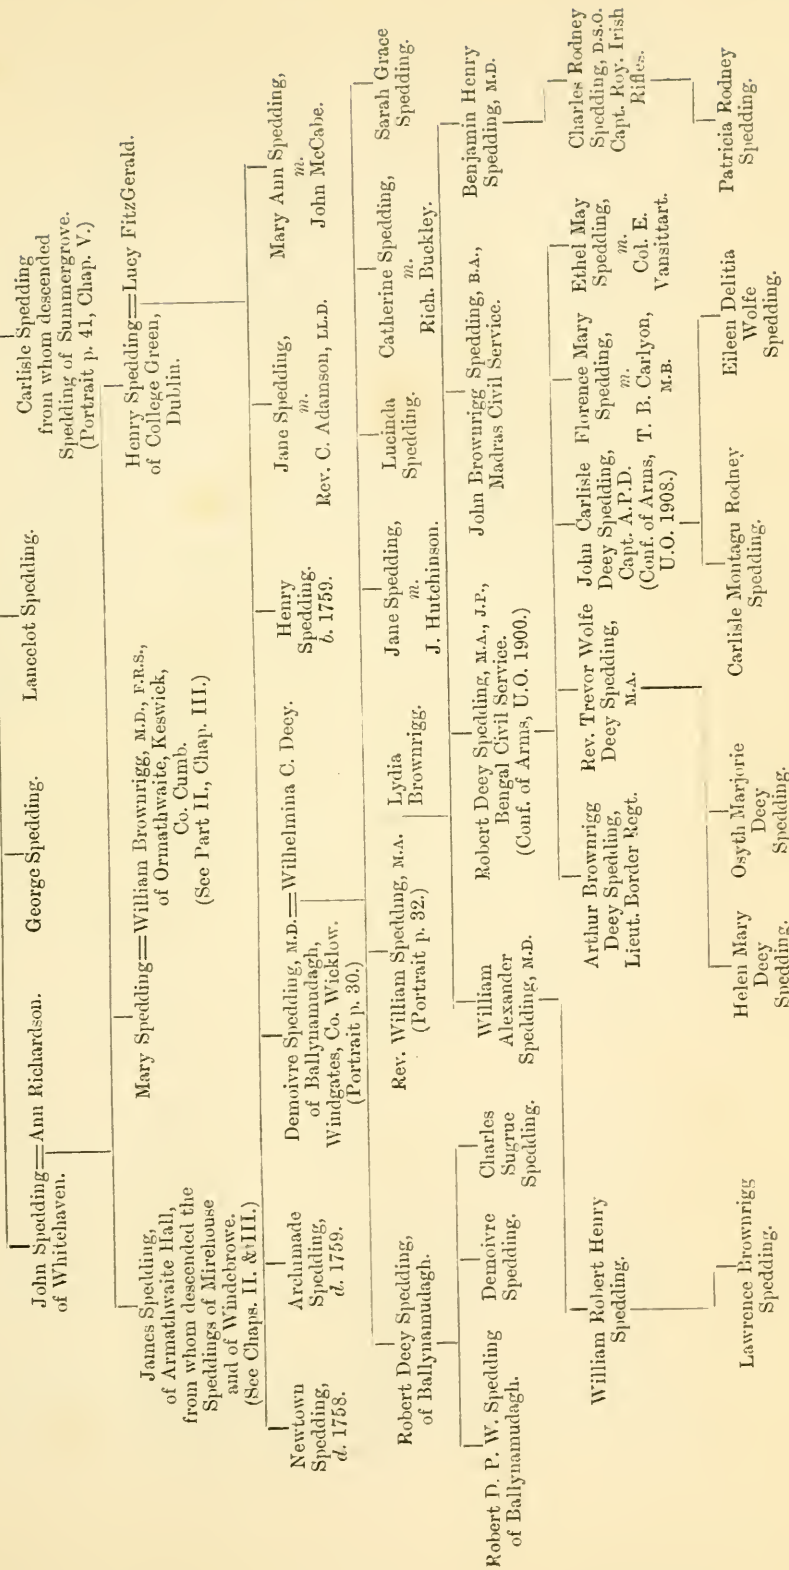 John Spedding=Ann Richardson.
of Whitehaven.
George Spedding.
Lancelot Spedding.
Carlisle Spedding
from whom descended
Spedding of Summergrove.
(Portrait p. 41, Chap. V.)
James Spedding,
of Armathwaite Hall,
from whom descended the
Speddings of Mirehouse
and of Windebrowe.
(See Chaps. II. & III.)
Mary Spedding=William Brownrigg, M.D., F.R.S.,
of Ormathwaite, Keswick,
Co. Cumb.
(See Part II., Chap. III.)
Henry Spedding=Lucy FitzGerald.
of College Green,
Dublin.
Newtown
Spedding,
d. 1758.
Archmade
Spedding,
d. 1759.
Demoivre Spedding, M.D.=Wilhelmina C. Deey.
of Ballynamudagh,
Windgates, Co. Wicklow.
(Portrait p. 30.)
Henry
Spedding.
b. 1759.
Jane Spedding,
m.
Rev. C. Adamson, LL.D.
Mary Ann Spedding,
m.
John McCabe.
Robert Deey Spedding,
of Ballynamudagh.
Rev. William Spedding, M.A.
(Portrait p. 32.)
Lydia
Brownrigg.
Jane Spedding,
m.
J. Hutchinson.
Lucinda
Spedding.
Catherine Spedding,
m.
Rich. Buckley.
Sarah Grace
Spedding.
Robert D. P. W. Spedding
of Ballynamudagh.
Demoivre
Spedding.
Charles
Sugrue
Spedding.
William
Alexander
Spedding, M.D.
Robert Deey Spedding, M.A., J.P.,
Bengal Civil Service.
(Conf. of Arms, U.O. 1900.)
John Brownrigg Spedding, B.A.,
Madras Civil Service.
Benjamin Henry
Spedding, M.D.
William Robert Henry
Spedding.
Arthur Brownrigg
Deey Spedding,
Lieut. Border Regt.
Rev. Trevor Wolfe
Deey Spedding,
M.A.
John Carlisle
Deey Spedding,
Capt. A.P.D.
(Conf. of Arms,
U.O. 1908.)
Florence Mary
Spedding,
m.
T. B. Carlyon,
M.B.
Ethel May
Spedding,
m.
Col. E.
Vansittart.
Charles Rodney
Spedding, D.S.O.
Capt. Roy. Irish
Rifles.
Lawrence Brownrigg
Spedding.
Helen Mary
Deey
Spedding.
Osyth Marjorie
Deey
Spedding.
Carlisle Montagu Rodney
Spedding.
Eileen Delitia
Wolfe
Spedding.
Patricia Rodney
Spedding.